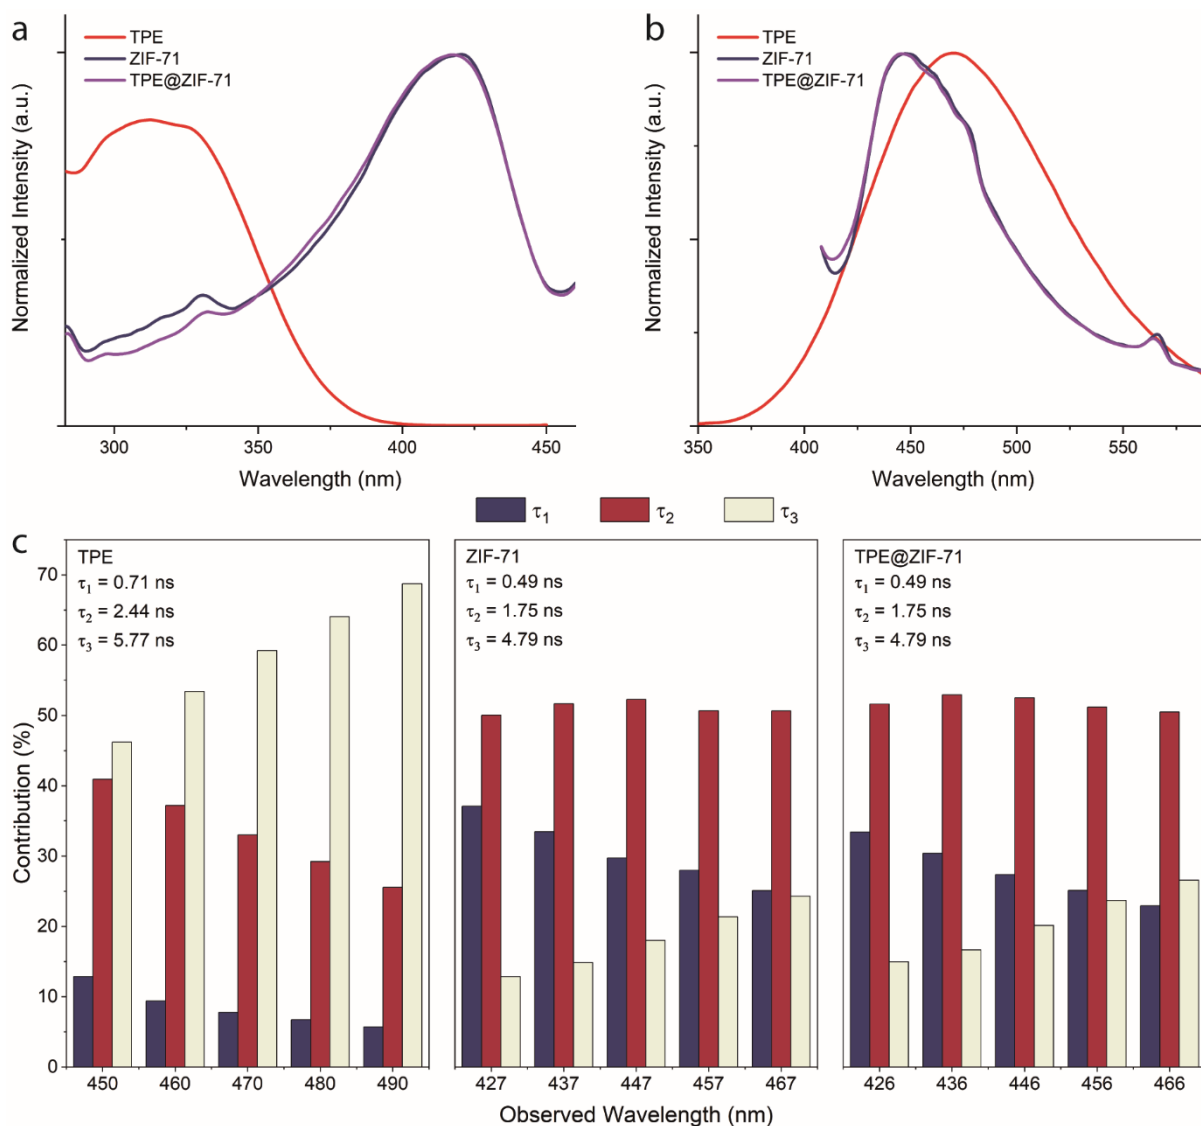 a
TPE
ZIF-71
TPE@ZIF-71
Normalized Intensity (a.u.)
300 350 400 450
Wavelength (nm)
b
TPE
ZIF-71
TPE@ZIF-71
Normalized Intensity (a.u.)
350 400 450 500 550
Wavelength (nm)
τ1 τ2 τ3
c
Contribution (%)
70
60
50
40
30
20
10
0
TPE
τ1 = 0.71 ns
τ2 = 2.44 ns
τ3 = 5.77 ns
450 460 470 480 490
ZIF-71
τ1 = 0.49 ns
τ2 = 1.75 ns
τ3 = 4.79 ns
427 437 447 457 467
TPE@ZIF-71
τ1 = 0.49 ns
τ2 = 1.75 ns
τ3 = 4.79 ns
426 436 446 456 466
Observed Wavelength (nm)